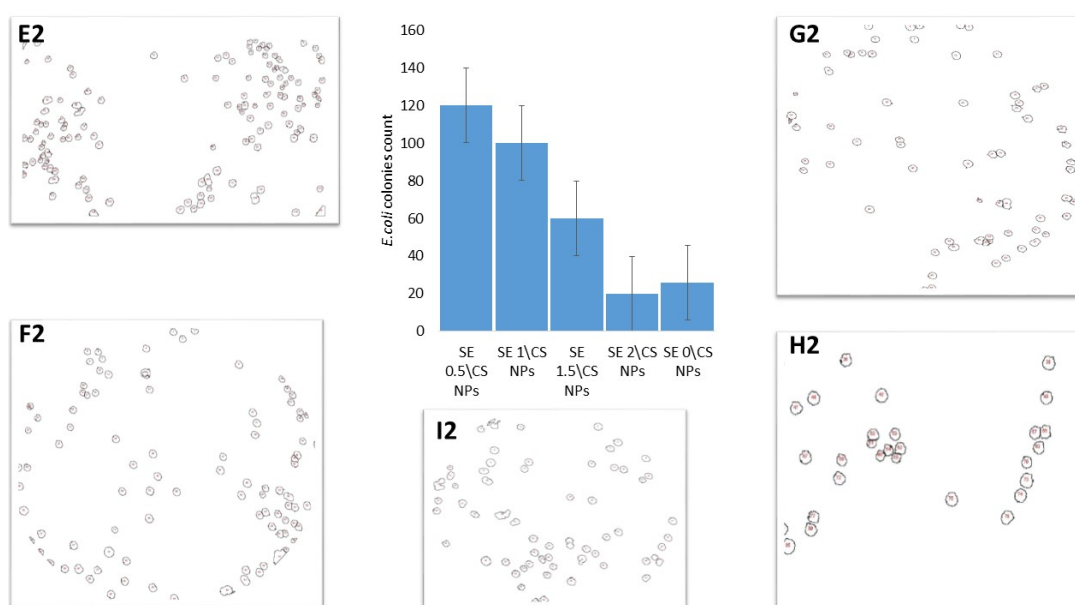 E2
160
140
120
100
80
60
40
20
0
E.coli colonies count
SE 0.5\CS NPs
SE 1\CS NPs
SE 1.5\CS NPs
SE 2\CS NPs
SE 0\CS NPs
G2
F2
I2
H2